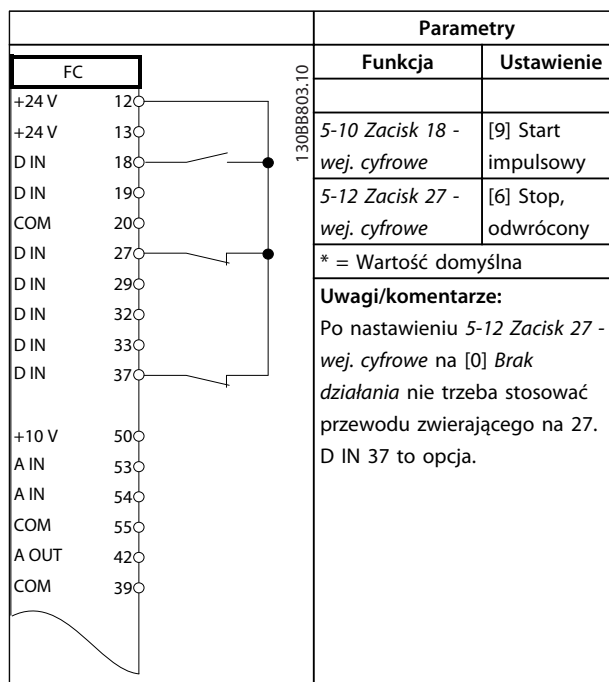 Parametry
FC
+24 V 12
+24 V 13
D IN 18
D IN 19
COM 20
D IN 27
D IN 29
D IN 32
D IN 33
D IN 37
+10 V 50
A IN 53
A IN 54
COM 55
A OUT 42
COM 39
130BB803.10
Funkcja Ustawienie
5-10 Zacisk 18 - [9] Start
wej. cyfrowe impulsowy
5-12 Zacisk 27 - [6] Stop,
wej. cyfrowe odwrócony
* = Wartość domyślna
Uwagi/komentarze:
Po nastawieniu 5-12 Zacisk 27 -
wej. cyfrowe na [0] Brak
działania nie trzeba stosować
przewodu zwierającego na 27.
D IN 37 to opcja.